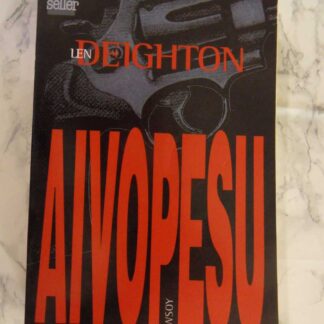 seller
LEN DEIGHTON
AIVOPESU
WSOY